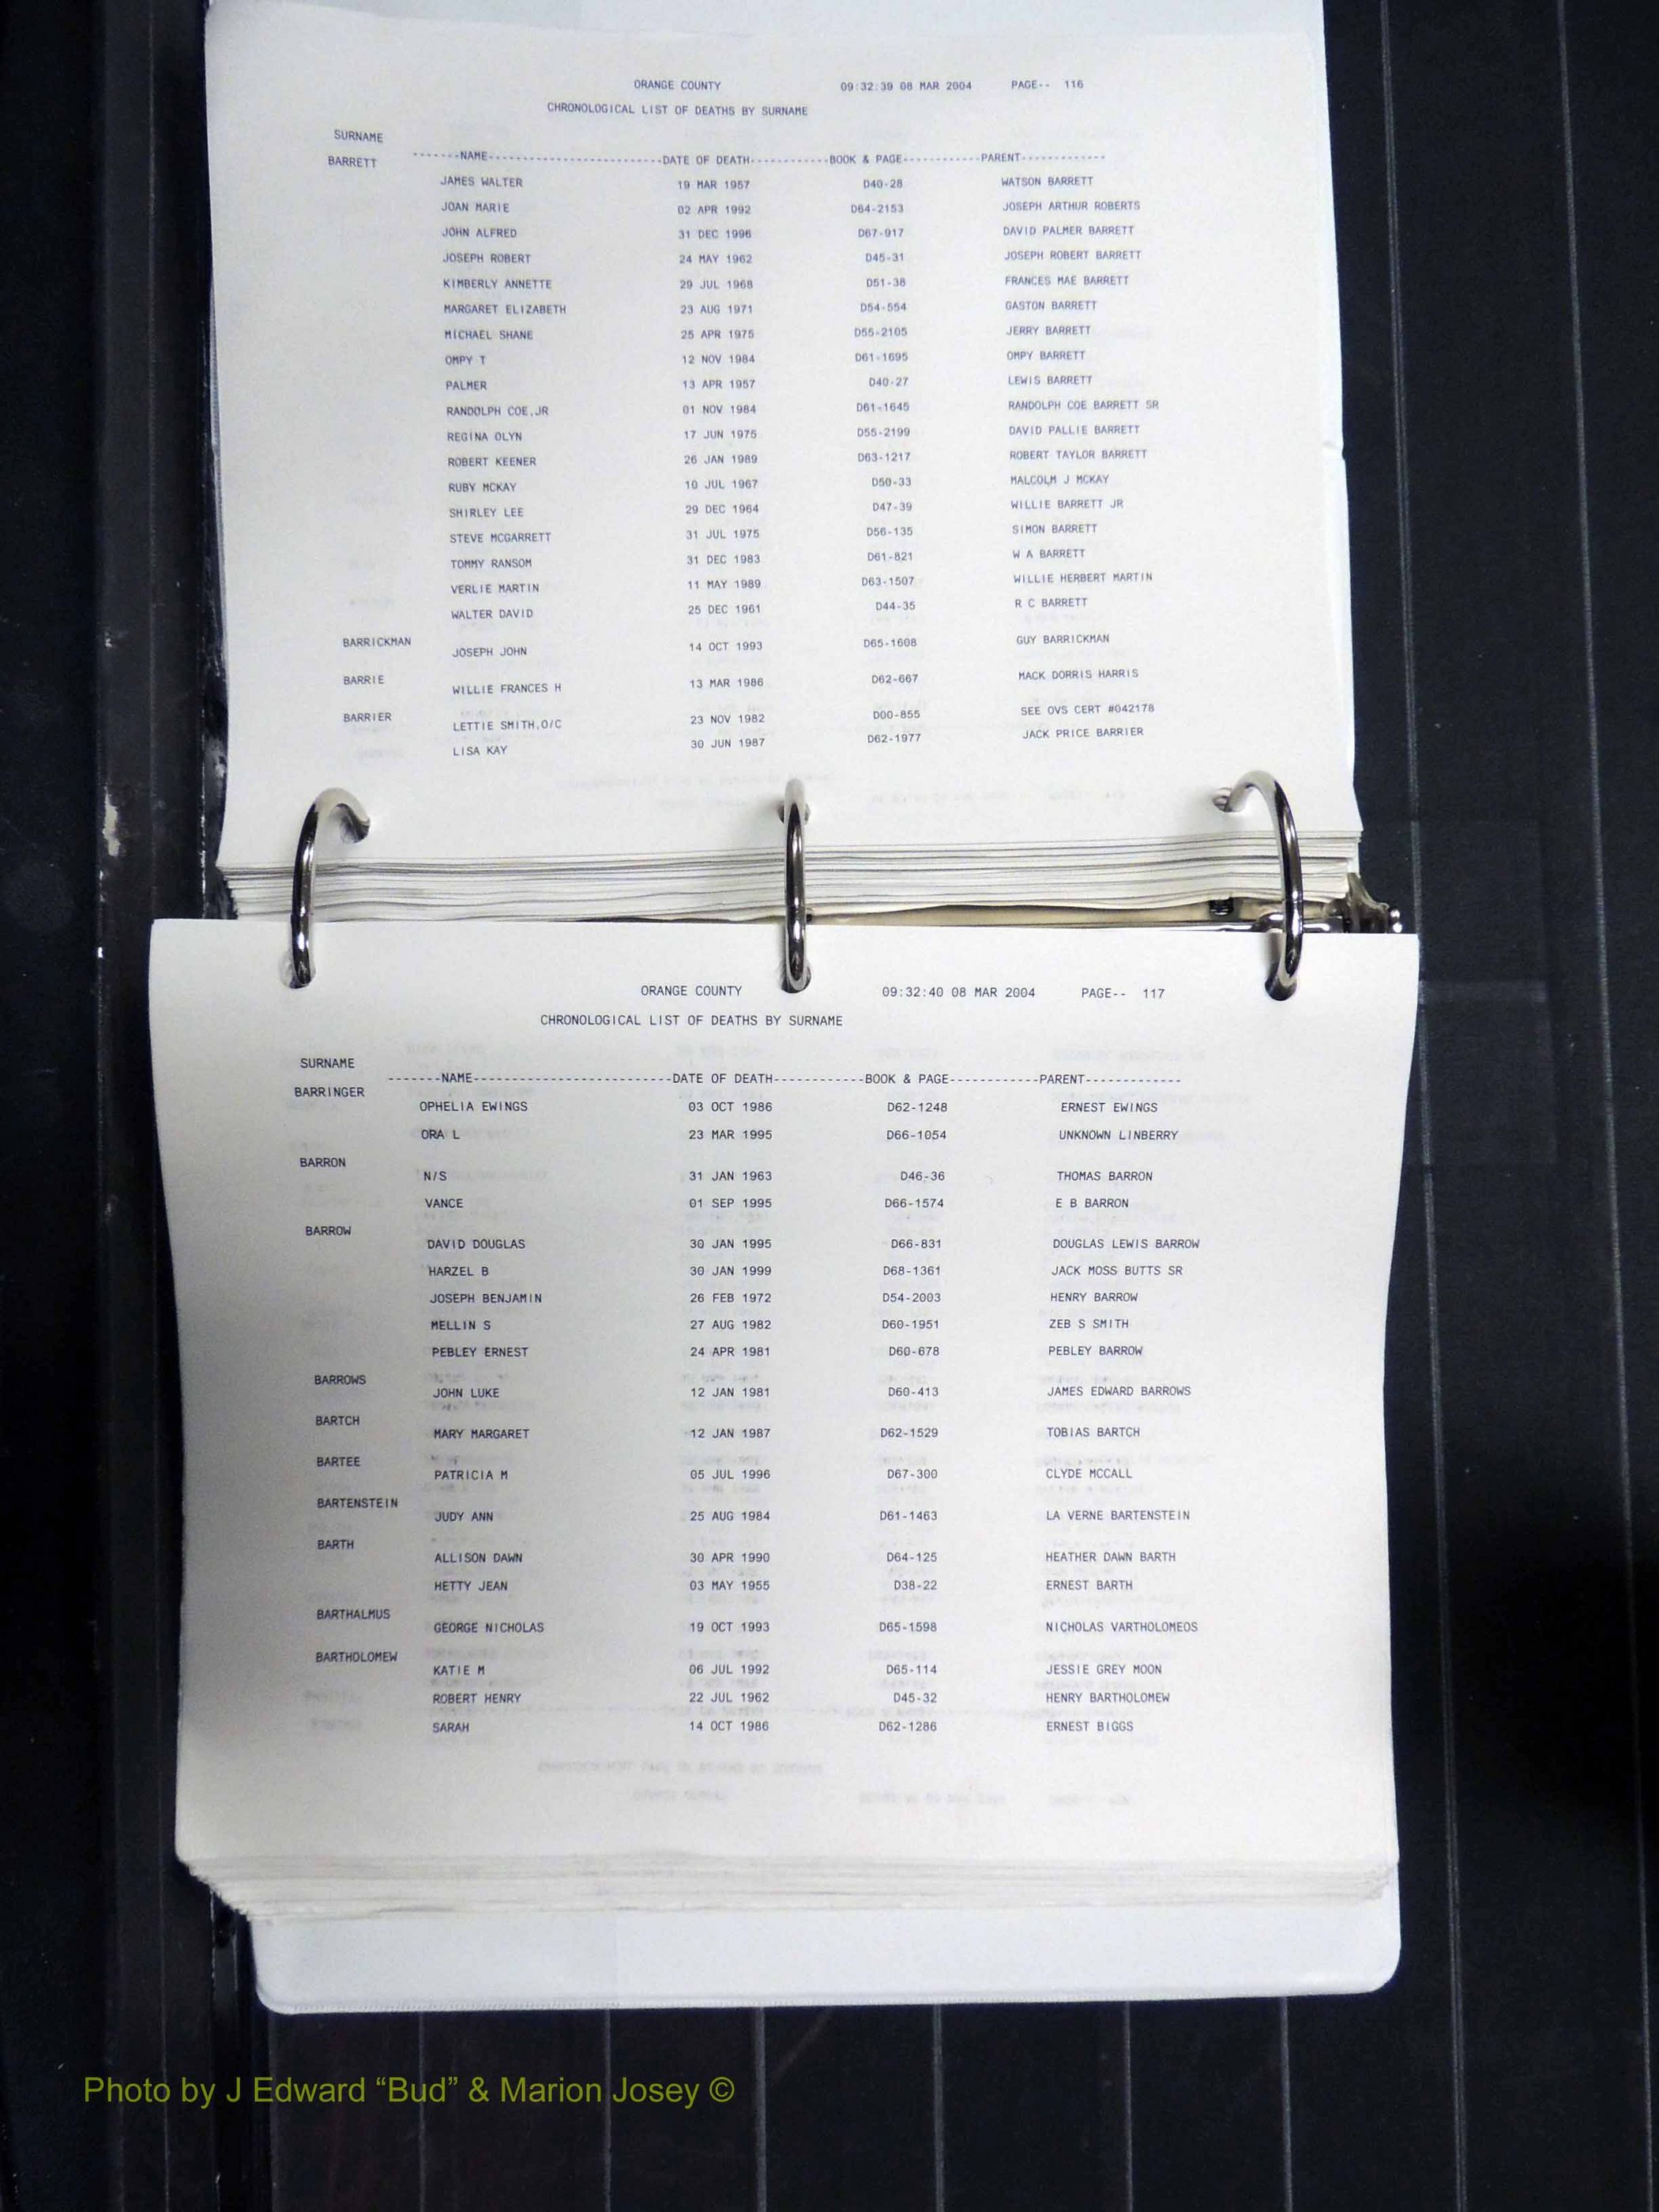 ORANGE COUNTY 09:32:39 08 MAR 2004 PAGE-- 116
CHRONOLOGICAL LIST OF DEATHS BY SURNAME
SURNAME
-------NAME--------------------------DATE OF DEATH------------BOOK & PAGE------------PARENT-------------
BARRETT
JAMES WALTER 19 MAR 1957 D40-28 WATSON BARRETT
JOAN MARIE 02 APR 1992 D64-2153 JOSEPH ARTHUR ROBERTS
JOHN ALFRED 31 DEC 1996 D67-917 DAVID PALMER BARRETT
JOSEPH ROBERT 24 MAY 1962 D45-31 JOSEPH ROBERT BARRETT
KIMBERLY ANNETTE 29 JUL 1968 D51-38 FRANCES MAE BARRETT
MARGARET ELIZABETH 23 AUG 1971 D54-554 GASTON BARRETT
MICHAEL SHANE 25 APR 1975 D55-2105 JERRY BARRETT
OMPY T 12 NOV 1984 D61-1695 OMPY BARRETT
PALMER 13 APR 1957 D40-27 LEWIS BARRETT
RANDOLPH COE,JR 01 NOV 1984 D61-1645 RANDOLPH COE BARRETT SR
REGINA OLYN 17 JUN 1975 D55-2199 DAVID PALLIE BARRETT
ROBERT KEENER 26 JAN 1989 D63-1217 ROBERT TAYLOR BARRETT
RUBY MCKAY 10 JUL 1967 D50-33 MALCOLM J MCKAY
SHIRLEY LEE 29 DEC 1964 D47-39 WILLIE BARRETT JR
STEVE MCGARRETT 31 JUL 1975 D56-135 SIMON BARRETT
TOMMY RANSOM 31 DEC 1983 D61-821 W A BARRETT
VERLIE MARTIN 11 MAY 1989 D63-1507 WILLIE HERBERT MARTIN
WALTER DAVID 25 DEC 1961 D44-35 R C BARRETT
BARRICKMAN
JOSEPH JOHN 14 OCT 1993 D65-1608 GUY BARRICKMAN
BARRIE
WILLIE FRANCES H 13 MAR 1986 D62-667 MACK DORRIS HARRIS
BARRIER
LETTIE SMITH,O/C 23 NOV 1982 D00-855 SEE OVS CERT #042178
LISA KAY 30 JUN 1987 D62-1977 JACK PRICE BARRIER
ORANGE COUNTY 09:32:40 08 MAR 2004 PAGE-- 117
CHRONOLOGICAL LIST OF DEATHS BY SURNAME
SURNAME
-------NAME--------------------------DATE OF DEATH------------BOOK & PAGE------------PARENT-------------
BARRINGER
OPHELIA EWINGS 03 OCT 1986 D62-1248 ERNEST EWINGS
ORA L 23 MAR 1995 D66-1054 UNKNOWN LINBERRY
BARRON
N/S 31 JAN 1963 D46-36 THOMAS BARRON
VANCE 01 SEP 1995 D66-1574 E B BARRON
BARROW
DAVID DOUGLAS 30 JAN 1995 D66-831 DOUGLAS LEWIS BARROW
HARZEL B 30 JAN 1999 D68-1361 JACK MOSS BUTTS SR
JOSEPH BENJAMIN 26 FEB 1972 D54-2003 HENRY BARROW
MELLIN S 27 AUG 1982 D60-1951 ZEB S SMITH
PEBLEY ERNEST 24 APR 1981 D60-678 PEBLEY BARROW
BARROWS
JOHN LUKE 12 JAN 1981 D60-413 JAMES EDWARD BARROWS
BARTCH
MARY MARGARET 12 JAN 1987 D62-1529 TOBIAS BARTCH
BARTEE
PATRICIA M 05 JUL 1996 D67-300 CLYDE MCCALL
BARTENSTEIN
JUDY ANN 25 AUG 1984 D61-1463 LA VERNE BARTENSTEIN
BARTH
ALLISON DAWN 30 APR 1990 D64-125 HEATHER DAWN BARTH
HETTY JEAN 03 MAY 1955 D38-22 ERNEST BARTH
BARTHALMUS
GEORGE NICHOLAS 19 OCT 1993 D65-1598 NICHOLAS VARTHOLOMEOS
BARTHOLOMEW
KATIE M 06 JUL 1992 D65-114 JESSIE GREY MOON
ROBERT HENRY 22 JUL 1962 D45-32 HENRY BARTHOLOMEW
SARAH 14 OCT 1986 D62-1286 ERNEST BIGGS
Photo by J Edward “Bud” & Marion Josey ©